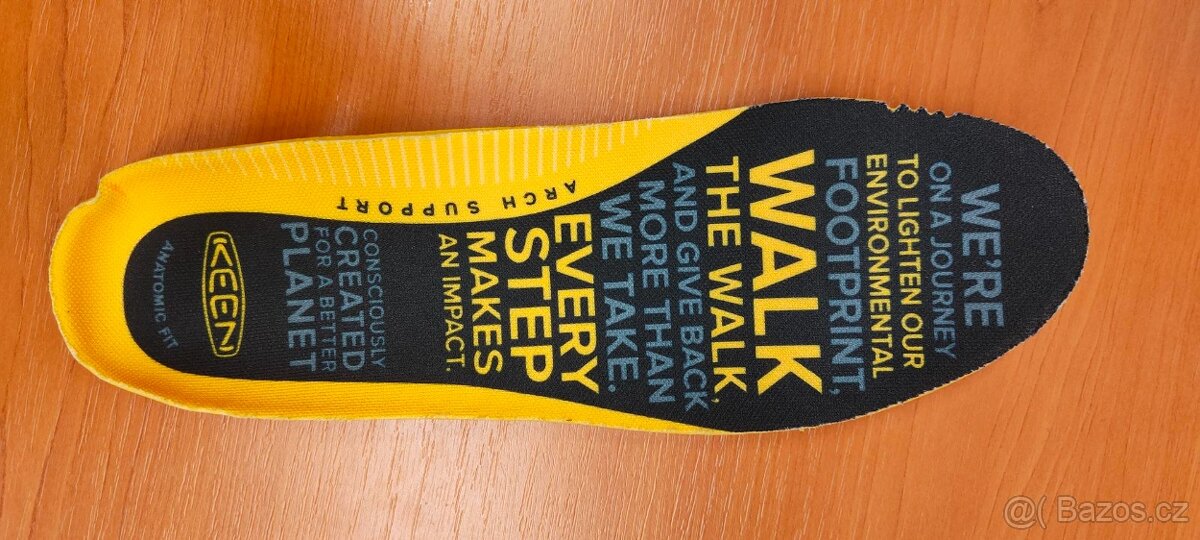 WE'RE
ON A JOURNEY
TO LIGHTEN OUR
ENVIRONMENTAL
FOOTPRINT,
WALK
THE WALK,
AND GIVE BACK
MORE THAN
WE TAKE.
EVERY
STEP
MAKES
AN IMPACT.
CONSCIOUSLY
CREATED
FOR A BETTER
PLANET
KEEN
ANATOMIC FIT
ARCH SUPPORT
@( Bazos.cz